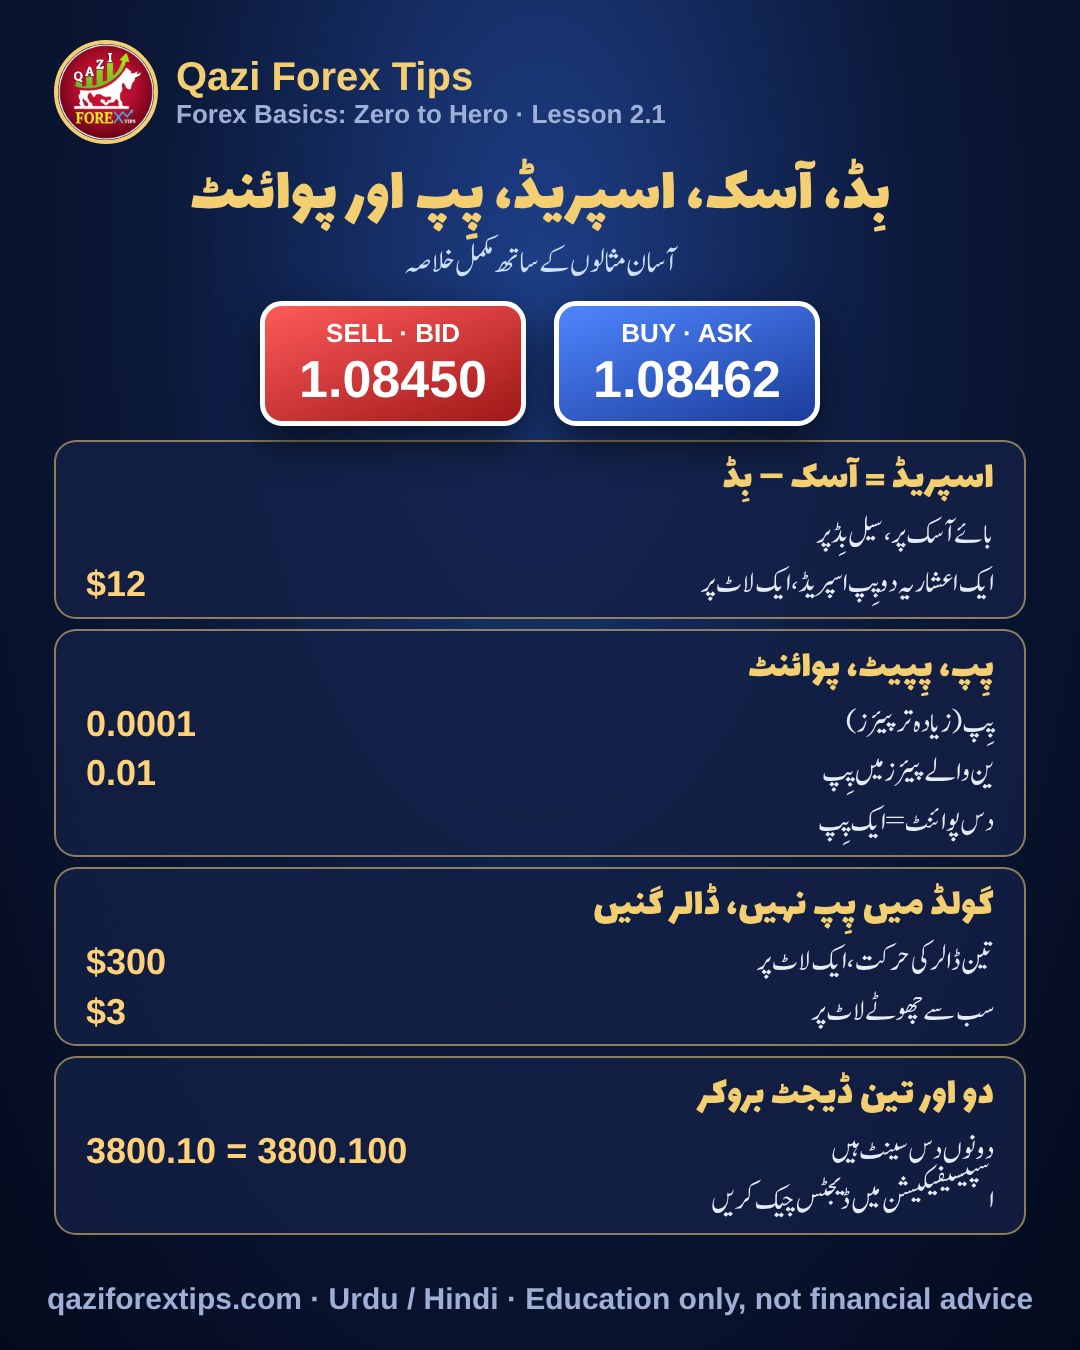 QAZI
FOREX TIPS
Qazi Forex Tips
Forex Basics: Zero to Hero · Lesson 2.1
بِڈ، آسک، اسپریڈ، پِپ اور پوائنٹ
آسان مثالوں کے ساتھ مکمل خلاصہ
SELL · BID
1.08450
BUY · ASK
1.08462
اسپریڈ = آسک − بِڈ
بائے آسک پر، سیل بِڈ پر
ایک اعشاریہ دو پِپ اسپریڈ، ایک لاٹ پر $12
پِپ، پِپیٹ، پوائنٹ
پِپ (زیادہ تر پیئرز) 0.0001
ین والے پیئرز میں پِپ 0.01
دس پوائنٹ = ایک پِپ
گولڈ میں پِپ نہیں، ڈالر گنیں
تین ڈالر کی حرکت، ایک لاٹ پر $300
سب سے چھوٹے لاٹ پر $3
دو اور تین ڈیجٹ بروکر
دونوں دس سینٹ ہیں 3800.10 = 3800.100
اسپیسیفیکیشن میں ڈیجٹس چیک کریں
qaziforextips.com · Urdu / Hindi · Education only, not financial advice